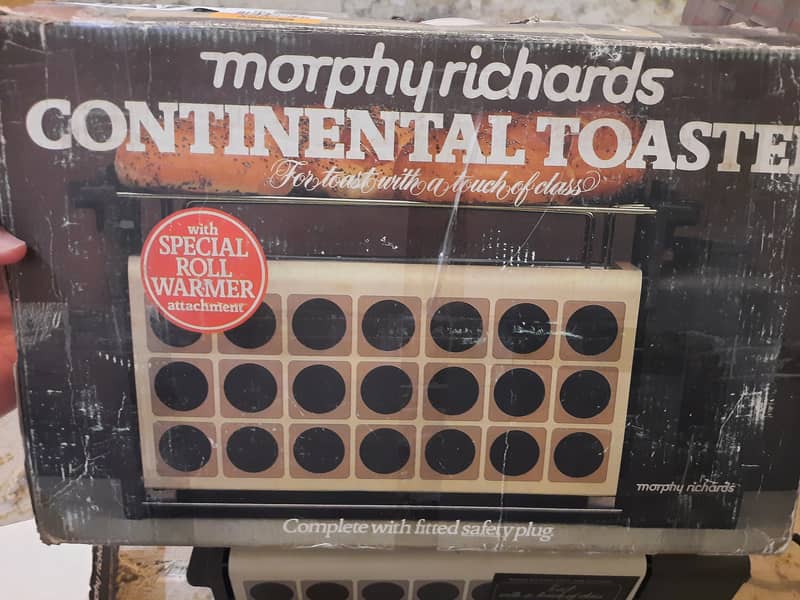 morphy richards
CONTINENTAL TOASTE
For toast with a touch of class
with
SPECIAL
ROLL
WARMER
attachment
morphy richards
Complete with fitted safety plug